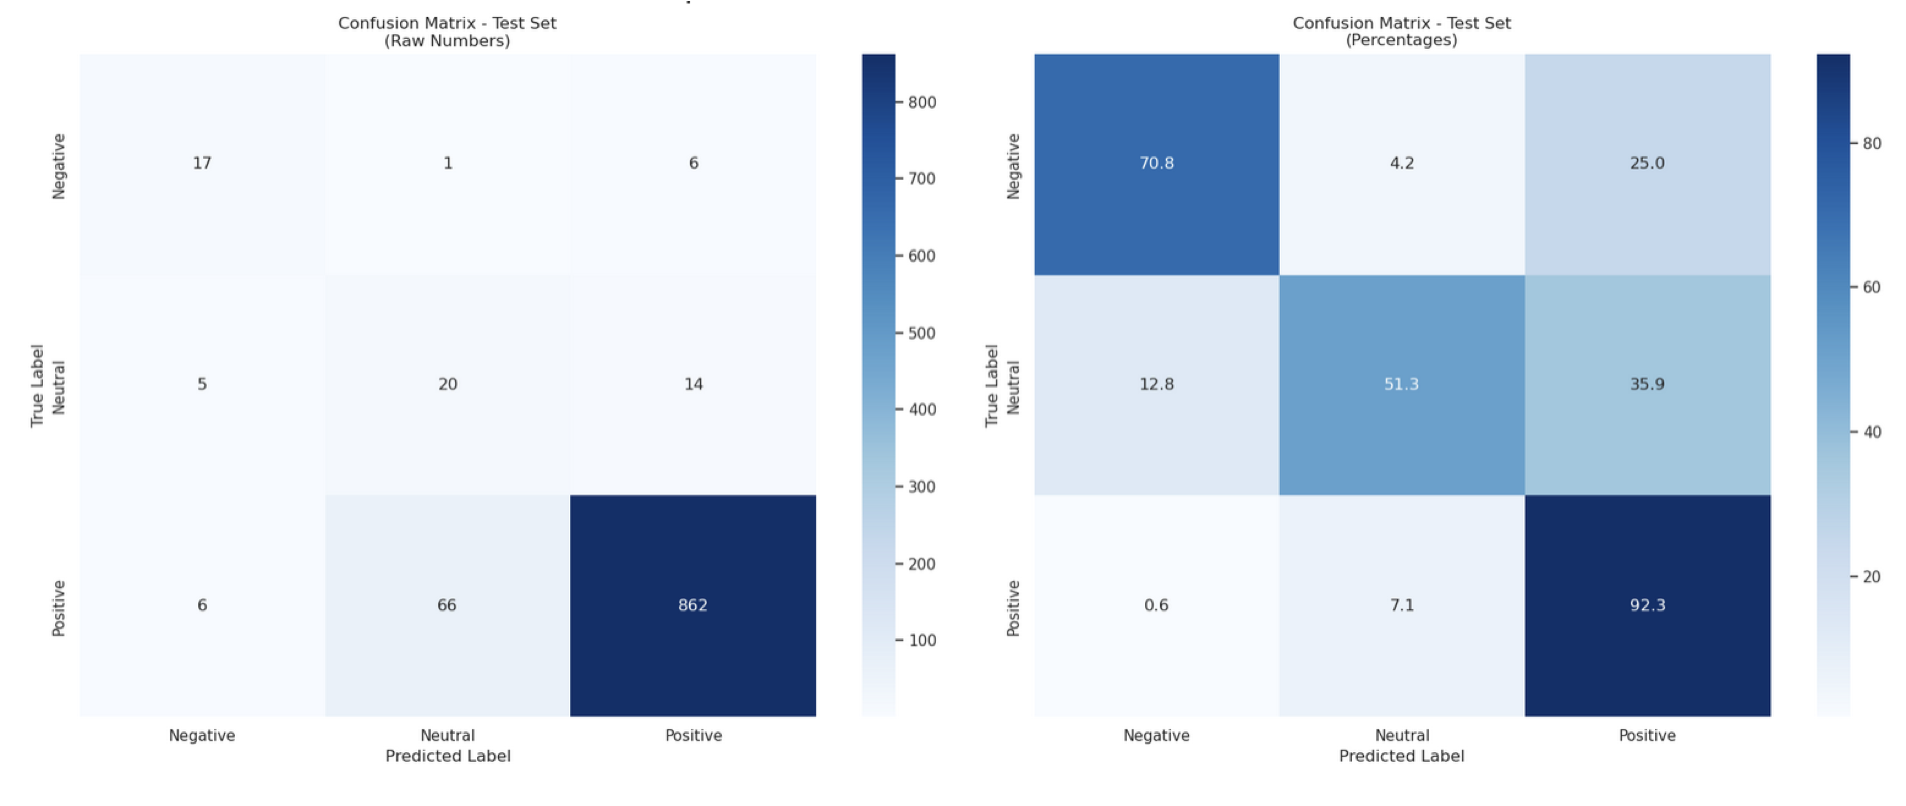 Confusion Matrix - Test Set
(Raw Numbers)
True Label
Negative
Neutral
Positive
17 1 6
5 20 14
6 66 862
Negative Neutral Positive
Predicted Label
800
700
600
500
400
300
200
100
Confusion Matrix - Test Set
(Percentages)
True Label
Negative
Neutral
Positive
70.8 4.2 25.0
12.8 51.3 35.9
0.6 7.1 92.3
Negative Neutral Positive
Predicted Label
80
60
40
20